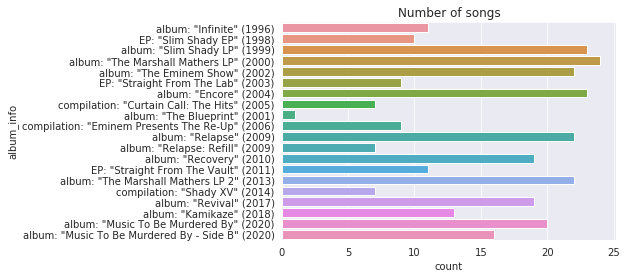 Number of songs
album: "Infinite" (1996)
EP: "Slim Shady EP" (1998)
album: "Slim Shady LP" (1999)
album: "The Marshall Mathers LP" (2000)
album: "The Eminem Show" (2002)
EP: "Straight From The Lab" (2003)
album: "Encore" (2004)
compilation: "Curtain Call: The Hits" (2005)
album: "The Blueprint" (2001)
compilation: "Eminem Presents The Re-Up" (2006)
album: "Relapse" (2009)
album: "Relapse: Refill" (2009)
album: "Recovery" (2010)
EP: "Straight From The Vault" (2011)
album: "The Marshall Mathers LP 2" (2013)
compilation: "Shady XV" (2014)
album: "Revival" (2017)
album: "Kamikaze" (2018)
album: "Music To Be Murdered By" (2020)
album: "Music To Be Murdered By - Side B" (2020)
album_info
0 5 10 15 20 25
count